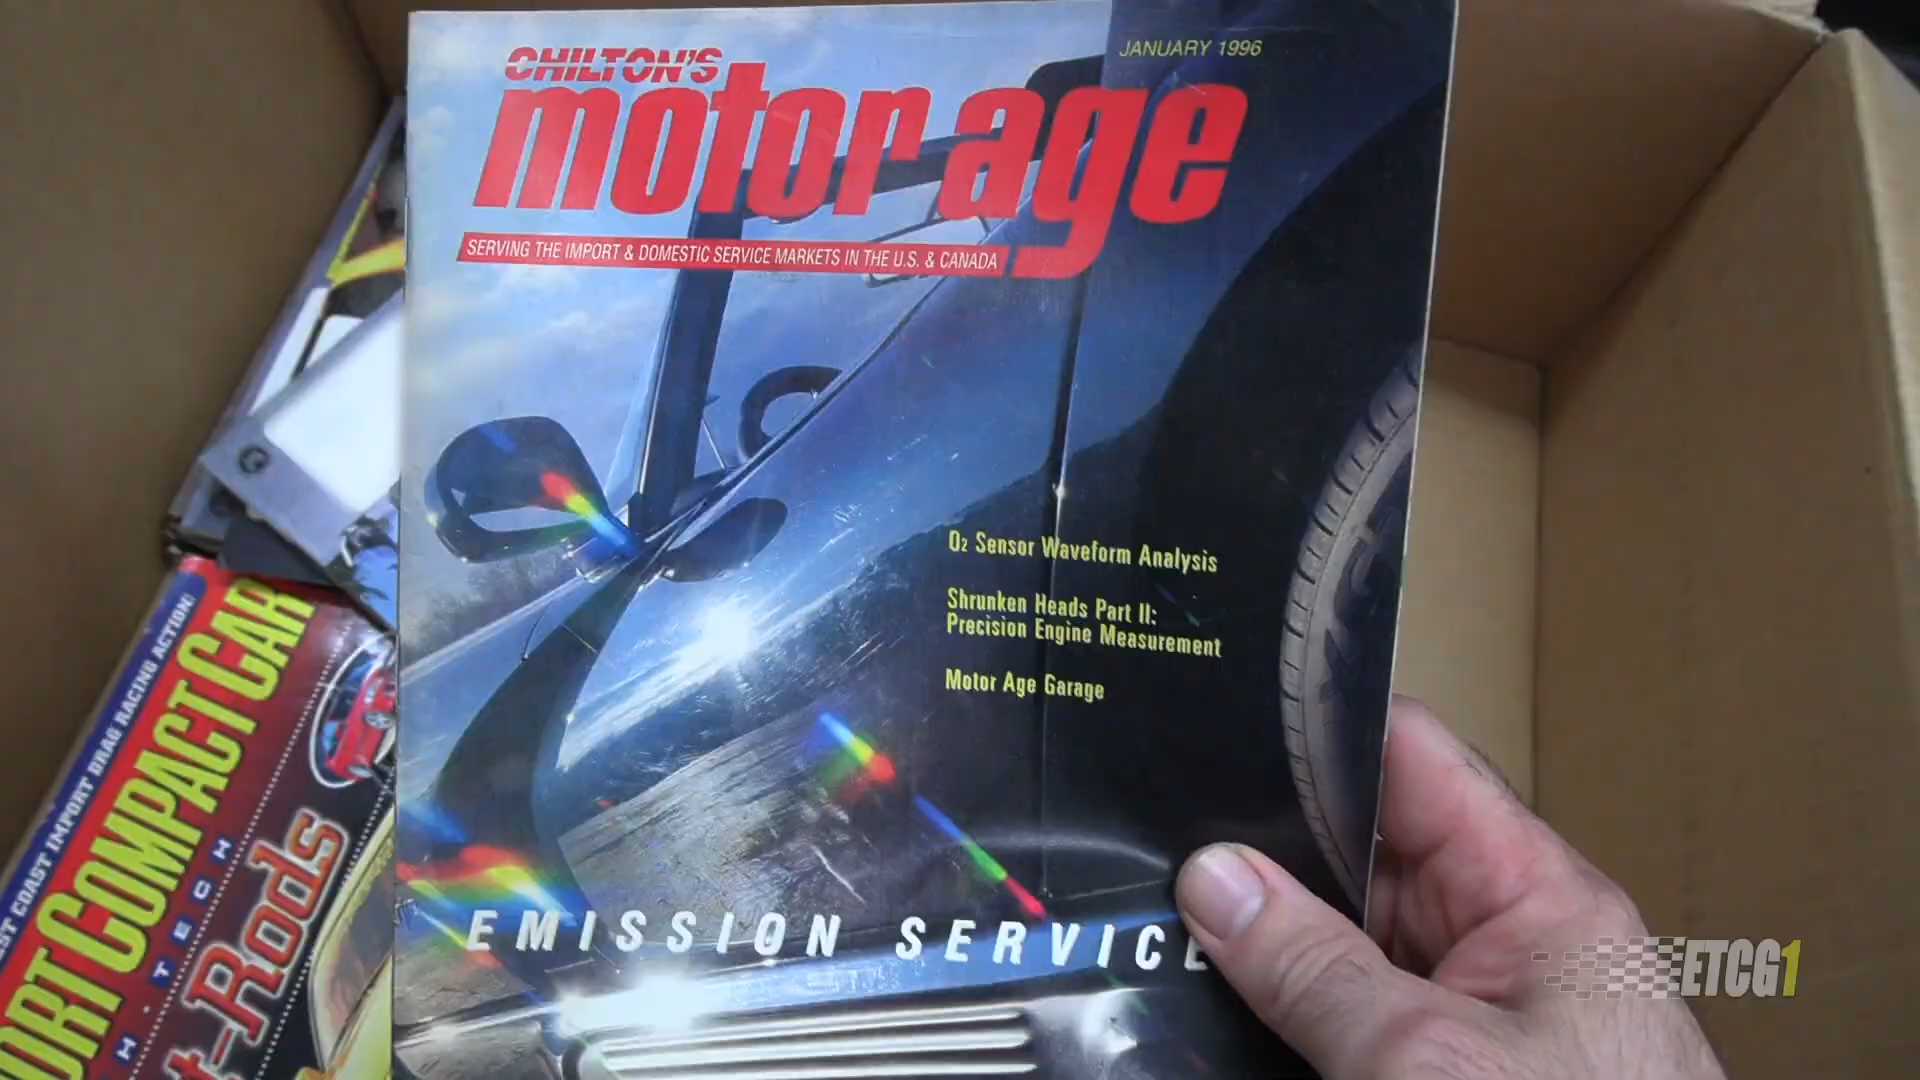 CHILTON'S
JANUARY 1996
motor age
SERVING THE IMPORT & DOMESTIC SERVICE MARKETS IN THE U.S. & CANADA
O2 Sensor Waveform Analysis
Shrunken Heads Part II:
Precision Engine Measurement
Motor Age Garage
EMISSION SERVICE
COAST IMPORT DRAG RACING ACTION!
COMPACT CAR
TECH
Rods
ETCG1